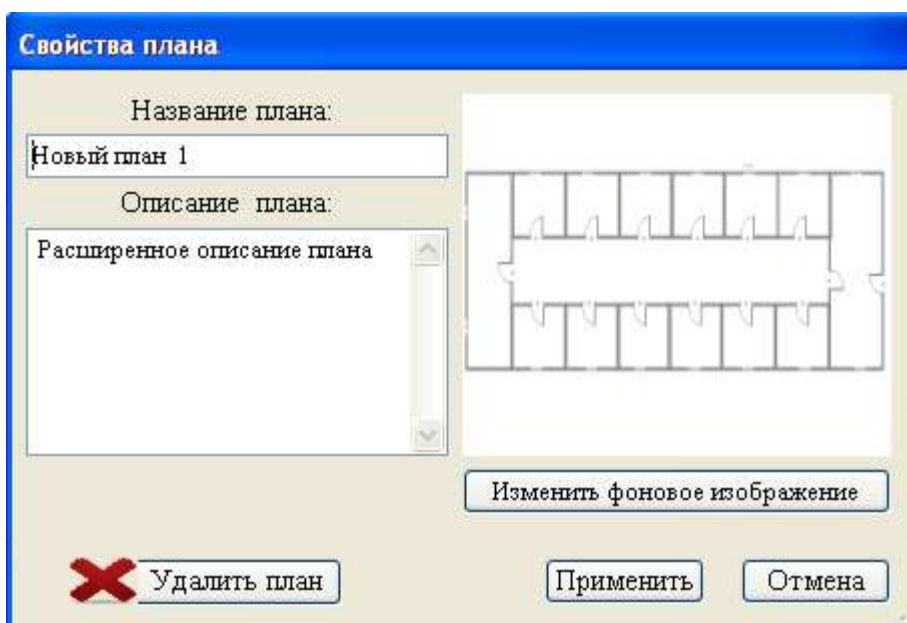 Свойства плана
Название плана:
Новый план 1
Описание плана:
Расширенное описание плана
Изменить фоновое изображение
Удалить план
Применить
Отмена